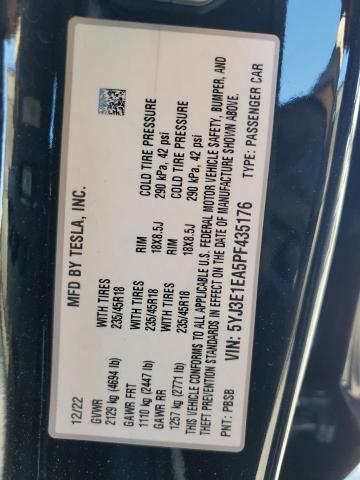 MFD BY TESLA, INC.
12/22
GVWR
2129 kg (4694 lb)
GAWR FRT WITH TIRES RIM COLD TIRE PRESSURE
1110 kg (2447 lb) 235/45R18 18X8.5J 290 kPa, 42 psi
GAWR RR WITH TIRES RIM COLD TIRE PRESSURE
1257 kg (2771 lb) 235/45R18 18X8.5J 290 kPa, 42 psi
THIS VEHICLE CONFORMS TO ALL APPLICABLE U.S. FEDERAL MOTOR VEHICLE SAFETY, BUMPER, AND
THEFT PREVENTION STANDARDS IN EFFECT ON THE DATE OF MANUFACTURE SHOWN ABOVE.
VIN: 5YJ3E1EA5PF435176
PNT: PBSB TYPE: PASSENGER CAR